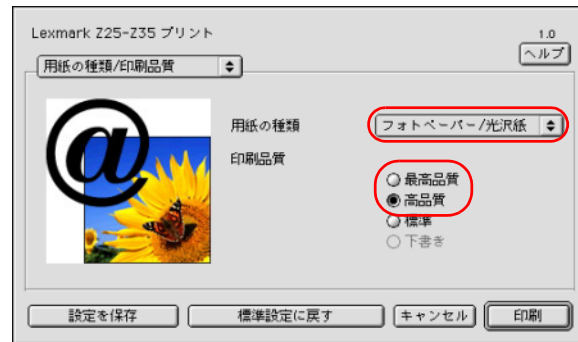 Lexmark Z25-Z35 プリント
1.0
ヘルプ
用紙の種類/印刷品質
用紙の種類
フォトペーパー/光沢紙
印刷品質
最高品質
高品質
標準
下書き
設定を保存
標準設定に戻す
キャンセル
印刷